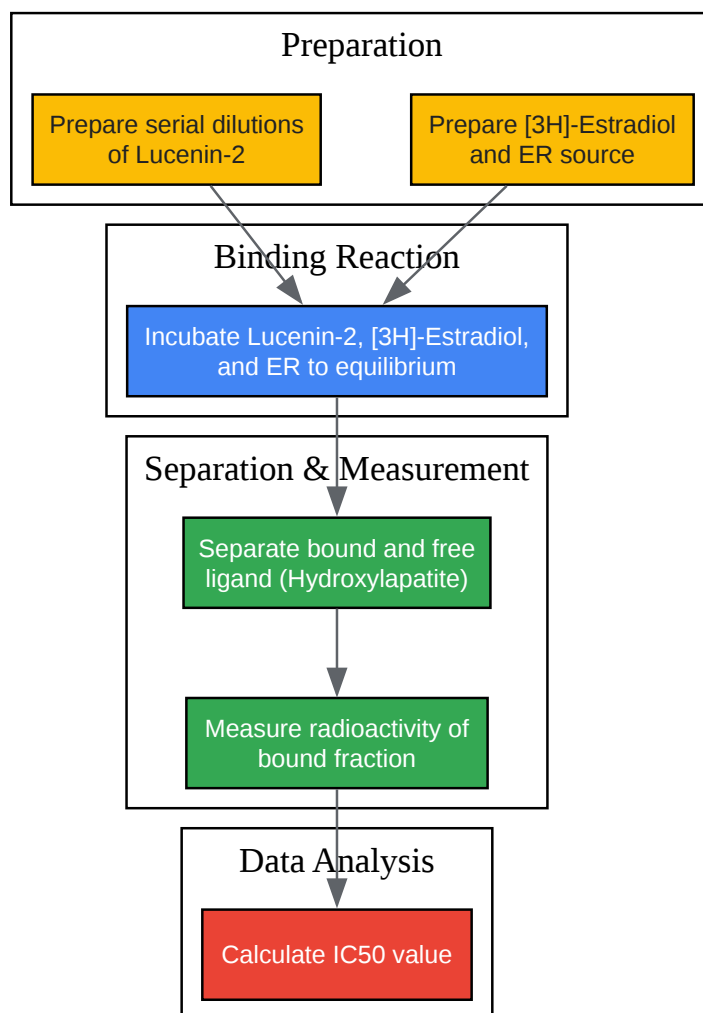 Preparation
Prepare serial dilutions
of Lucenin-2
Prepare [3H]-Estradiol
and ER source
Binding Reaction
Incubate Lucenin-2, [3H]-Estradiol,
and ER to equilibrium
Separation & Measurement
Separate bound and free
ligand (Hydroxylapatite)
Measure radioactivity of
bound fraction
Data Analysis
Calculate IC50 value